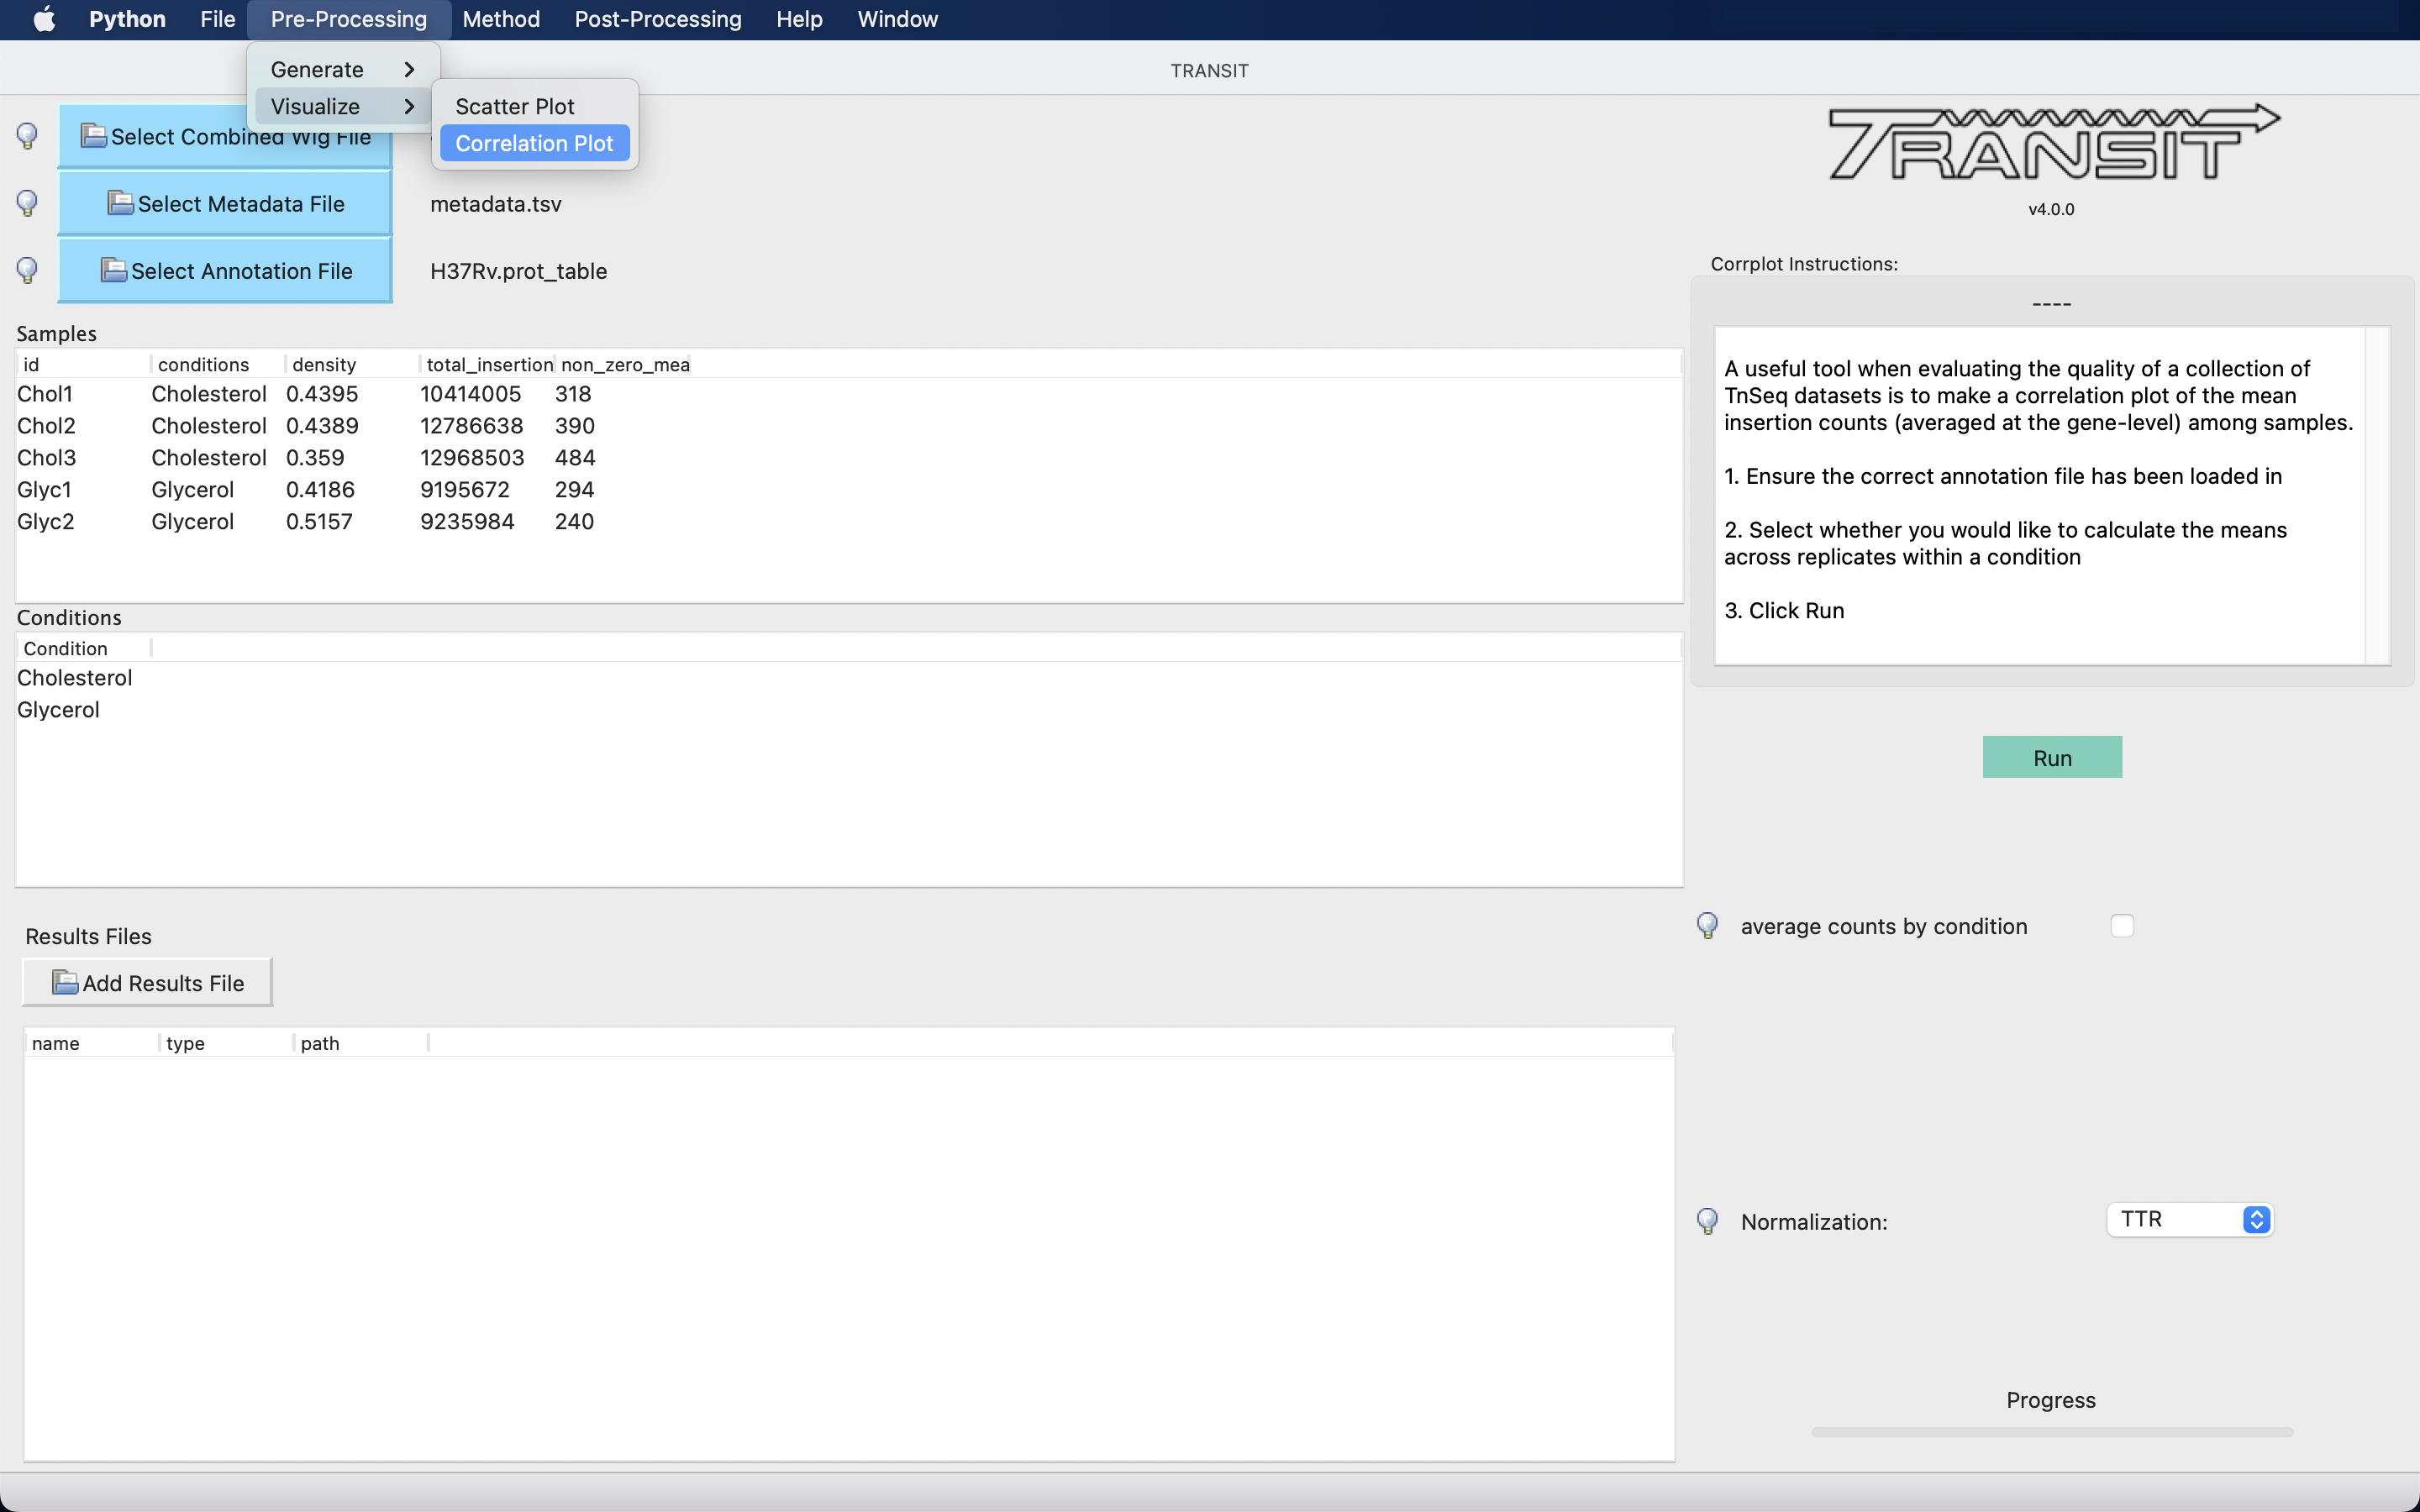 Python File Pre-Processing Method Post-Processing Help Window
Generate
Visualize
Scatter Plot
Correlation Plot
TRANSIT
Select Combined Wig File
Select Metadata File metadata.tsv
Select Annotation File H37Rv.prot_table
Samples
id conditions density total_insertion non_zero_mea
Chol1 Cholesterol 0.4395 10414005 318
Chol2 Cholesterol 0.4389 12786638 390
Chol3 Cholesterol 0.359 12968503 484
Glyc1 Glycerol 0.4186 9195672 294
Glyc2 Glycerol 0.5157 9235984 240
Conditions
Condition
Cholesterol
Glycerol
Results Files
Add Results File
name type path
TRANSIT
v4.0.0
Corrplot Instructions:
----
A useful tool when evaluating the quality of a collection of
TnSeq datasets is to make a correlation plot of the mean
insertion counts (averaged at the gene-level) among samples.
1. Ensure the correct annotation file has been loaded in
2. Select whether you would like to calculate the means
across replicates within a condition
3. Click Run
Run
average counts by condition
Normalization: TTR
Progress